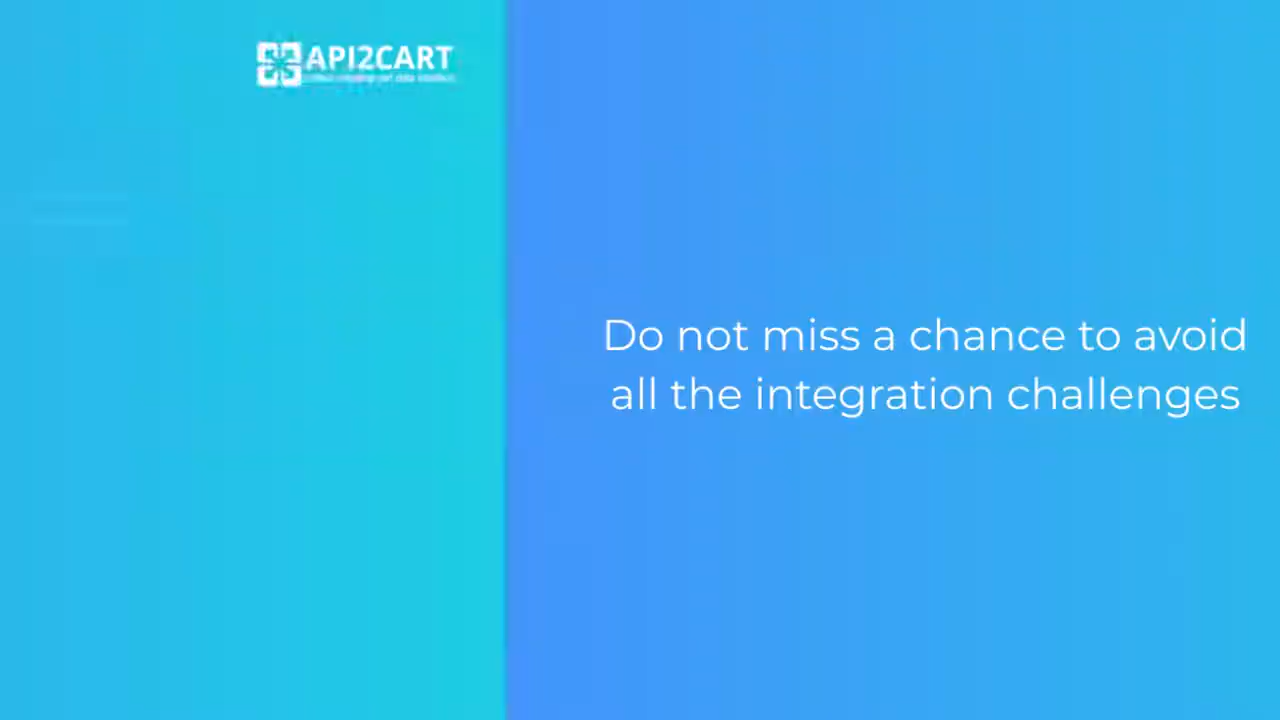 API2CART
Do not miss a chance to avoid
all the integration challenges